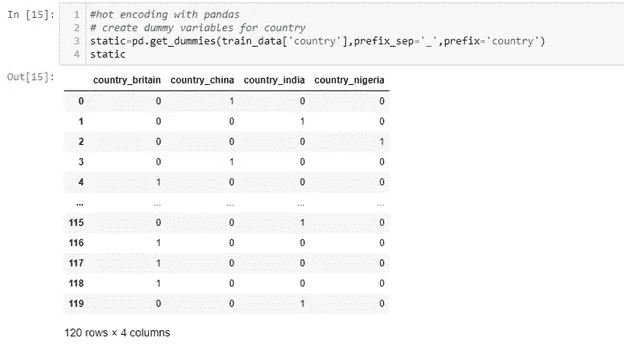 In [15]:
1 #hot encoding with pandas
2 # create dummy variables for country
3 static=pd.get_dummies(train_data['country'],prefix_sep='_',prefix='country')
4 static
Out[15]:
country_britain country_china country_india country_nigeria
0 0 1 0 0
1 0 0 1 0
2 0 0 0 1
3 0 1 0 0
4 1 0 0 0
... ... ... ... ...
115 0 0 1 0
116 1 0 0 0
117 1 0 0 0
118 1 0 0 0
119 0 0 1 0
120 rows × 4 columns